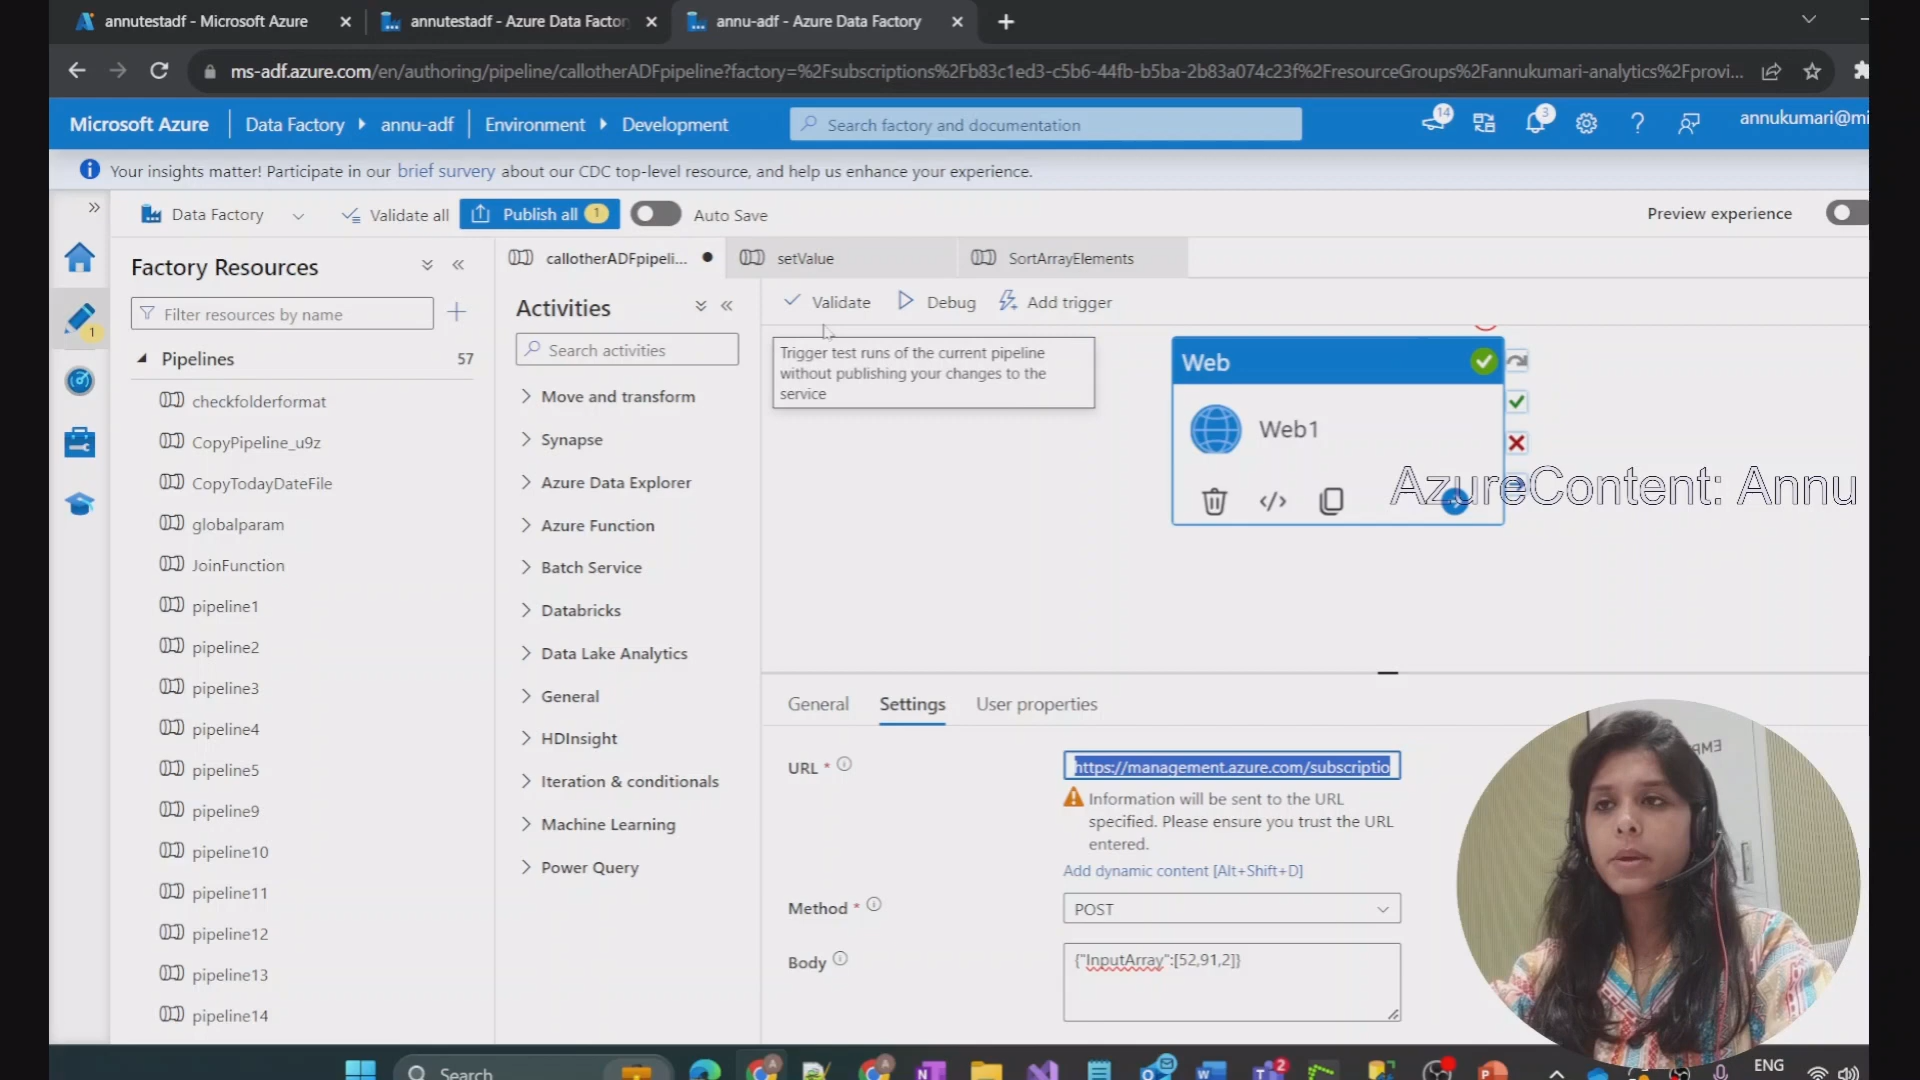 annutestadf - Microsoft Azure
annutestadf - Azure Data Factor
annu-adf - Azure Data Factory
ms-adf.azure.com/en/authoring/pipeline/callotherADFpipeline?factory=%2Fsubscriptions%2Fb83c1ed3-c5b6-44fb-b5ba-2b83a074c23f%2FresourceGroups%2Fannukumari-analytics%2Fprovi...
Microsoft Azure
Data Factory
annu-adf
Environment
Development
Search factory and documentation
14
3
annukumari@mi
Your insights matter! Participate in our brief survey about our CDC top-level resource, and help us enhance your experience.
Data Factory
Validate all
Publish all
1
Auto Save
Preview experience
1
Factory Resources
Filter resources by name
Pipelines
57
checkfolderformat
CopyPipeline_u9z
CopyTodayDateFile
globalparam
JoinFunction
pipeline1
pipeline2
pipeline3
pipeline4
pipeline5
pipeline9
pipeline10
pipeline11
pipeline12
pipeline13
pipeline14
callotherADFpipeli...
setValue
SortArrayElements
Activities
Search activities
Move and transform
Synapse
Azure Data Explorer
Azure Function
Batch Service
Databricks
Data Lake Analytics
General
HDInsight
Iteration & conditionals
Machine Learning
Power Query
Validate
Debug
Add trigger
Trigger test runs of the current pipeline
without publishing your changes to the
service
Web
Web1
AzureContent: Annu
General
Settings
User properties
URL *
https://management.azure.com/subscriptio
Information will be sent to the URL
specified. Please ensure you trust the URL
entered.
Add dynamic content [Alt+Shift+D]
Method *
POST
Body
{"InputArray":[52,91,2]}
Search
2
ENG